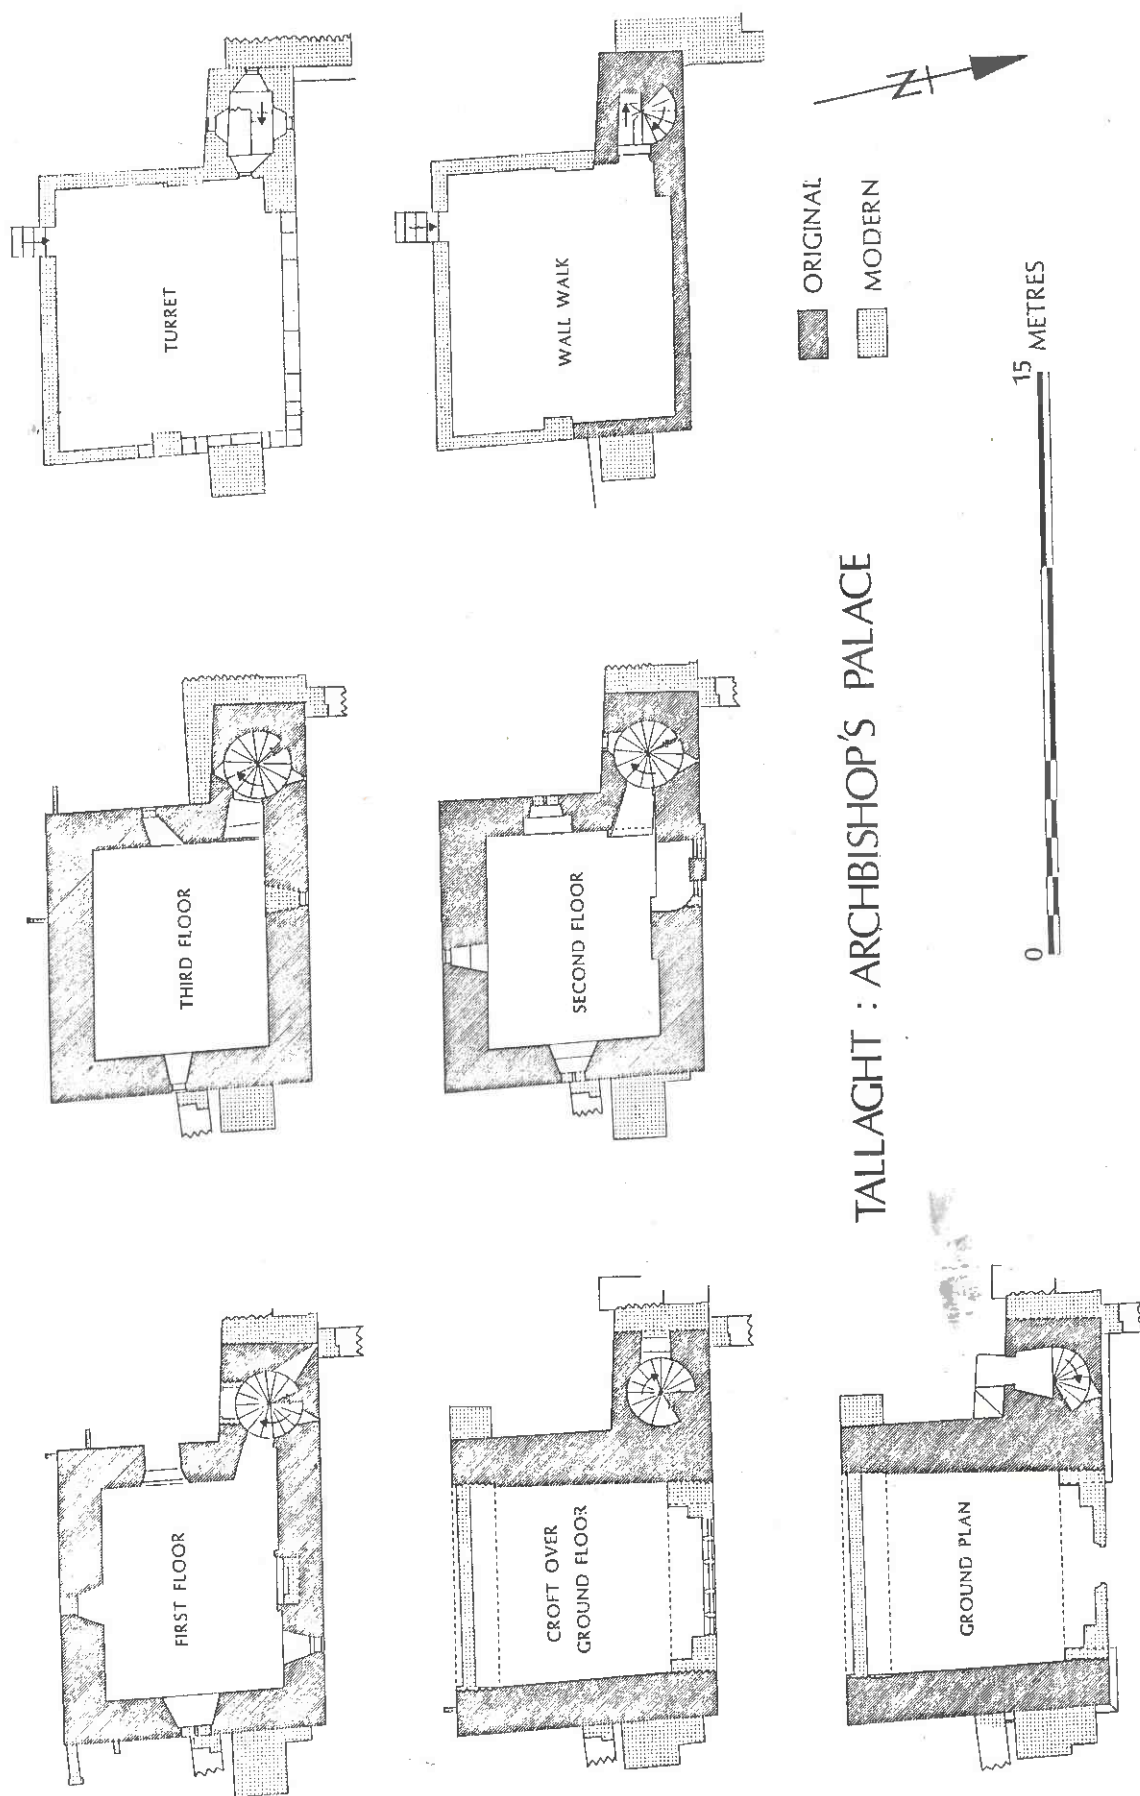 FIRST FLOOR
THIRD FLOOR
TURRET
CROFT OVER
GROUND FLOOR
SECOND FLOOR
WALL WALK
GROUND PLAN
TALLAGHT : ARCHBISHOP'S PALACE
ORIGINAL
MODERN
N
0
15
METRES